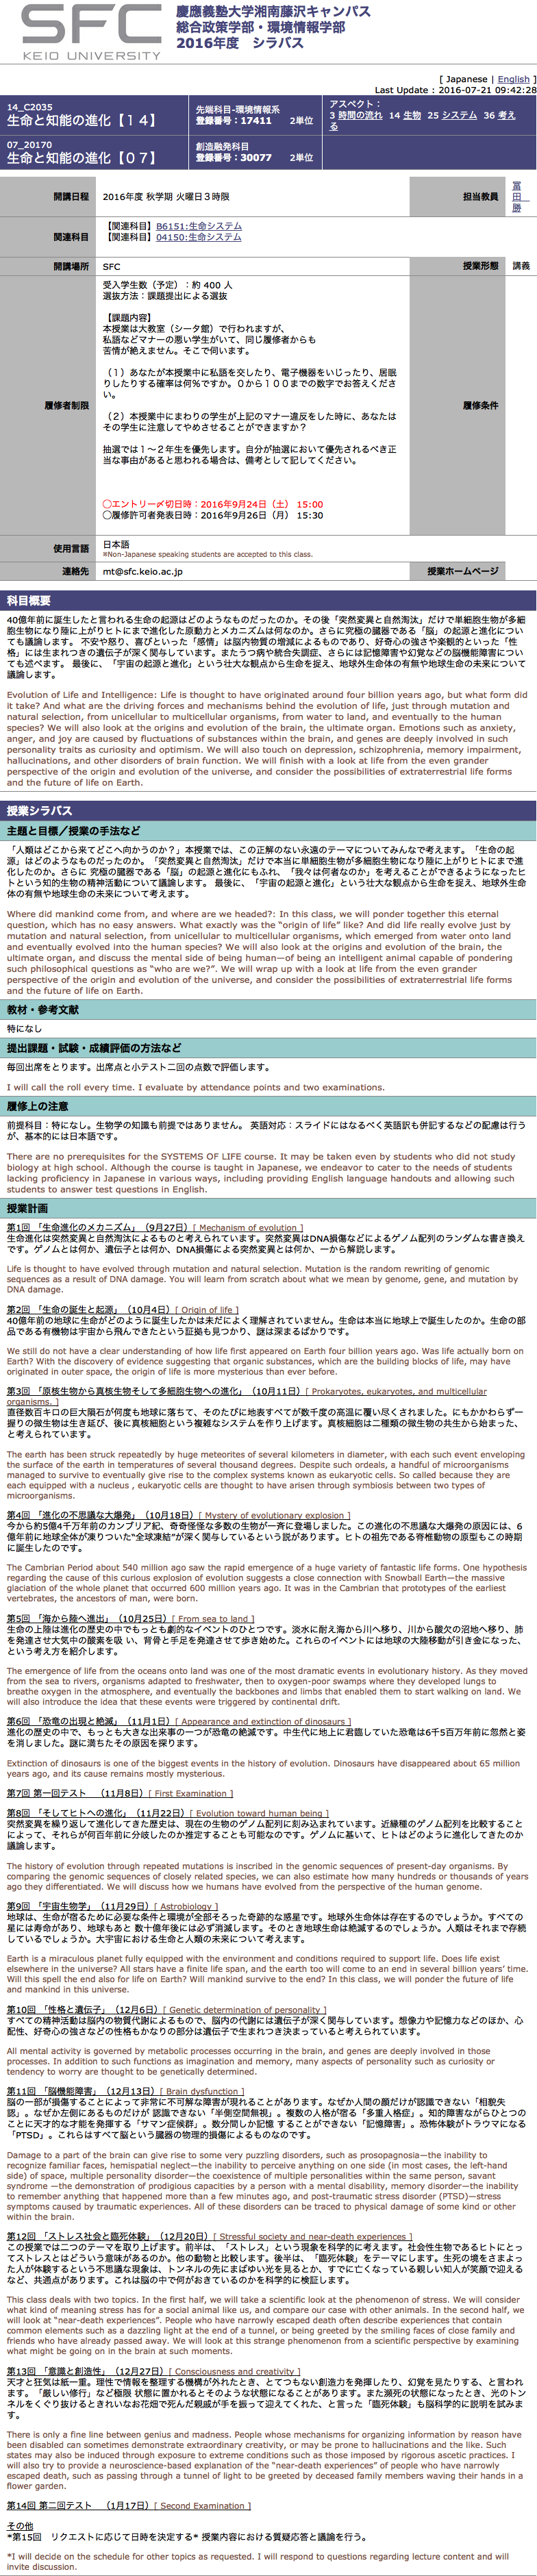 SFC
KEIO UNIVERSITY
慶應義塾大学湘南藤沢キャンパス
総合政策学部・環境情報学部
2016年度　シラバス
[ Japanese | English ]
Last Update : 2016-07-21 09:42:28
14_C2035
生命と知能の進化【１４】
先端科目-環境情報系
登録番号：17411　2単位
アスペクト：
3 時間の流れ 14 生物 25 システム 36 考え
る
07_20170
生命と知能の進化【０７】
創造融発科目
登録番号：30077　2単位
開講日程
2016年度 秋学期 火曜日３時限
担当教員
冨
田
勝
関連科目
【関連科目】B6151:生命システム
【関連科目】04150:生命システム
開講場所
SFC
授業形態
講義
履修者制限
受入学生数（予定）：約 400 人
選抜方法：課題提出による選抜
【課題内容】
本授業は大教室（シータ館）で行われますが、
私語などマナーの悪い学生がいて、同じ履修者からも
苦情が絶えません。そこで伺います。
（１）あなたが本授業中に私語を交したり、電子機器をいじったり、居眠
りしたりする確率は何％ですか。０から１００までの数字でお答えくださ
い。
（２）本授業中にまわりの学生が上記のマナー違反をした時に、あなたは
その学生に注意してやめさせることができますか？
抽選では１～２年生を優先します。自分が抽選において優先されるべき正
当な事由があると思われる場合は、備考として記してください。
◯エントリー〆切日時：2016年9月24日（土） 15:00
◯履修許可者発表日時：2016年9月26日（月） 15:30
履修条件
使用言語
日本語
※Non-Japanese speaking students are accepted to this class.
連絡先
mt@sfc.keio.ac.jp
授業ホームページ
科目概要
40億年前に誕生したと言われる生命の起源はどのようなものだったのか。その後「突然変異と自然淘汰」だけで単細胞生物が多細
胞生物になり陸に上がりヒトにまで進化した原動力とメカニズムは何なのか。さらに究極の臓器である「脳」の起源と進化につい
ても議論します。 不安や怒り、喜びといった「感情」は脳内物質の増減によるものであり、好奇心の強さや楽観的といった「性
格」には生まれつきの遺伝子が深く関与しています。またうつ病や統合失調症、さらには記憶障害や幻覚などの脳機能障害につい
ても述べます。 最後に、「宇宙の起源と進化」という壮大な観点から生命を捉え、地球外生命体の有無や地球生命の未来について
議論します。
Evolution of Life and Intelligence: Life is thought to have originated around four billion years ago, but what form did
it take? And what are the driving forces and mechanisms behind the evolution of life, just through mutation and
natural selection, from unicellular to multicellular organisms, from water to land, and eventually to the human
species? We will also look at the origins and evolution of the brain, the ultimate organ. Emotions such as anxiety,
anger, and joy are caused by fluctuations of substances within the brain, and genes are deeply involved in such
personality traits as curiosity and optimism. We will also touch on depression, schizophrenia, memory impairment,
hallucinations, and other disorders of brain function. We will finish with a look at life from the even grander
perspective of the origin and evolution of the universe, and consider the possibilities of extraterrestrial life forms
and the future of life on Earth.
授業シラバス
主題と目標／授業の手法など
「人類はどこから来てどこへ向かうのか？」本授業では、この正解のない永遠のテーマについてみんなで考えます。「生命の起
源」はどのようなものだったのか。「突然変異と自然淘汰」だけで本当に単細胞生物が多細胞生物になり陸に上がりヒトにまで進
化したのか。さらに 究極の臓器である「脳」の起源と進化にもふれ、「我々は何者なのか」を考えることができるようになったヒ
トという知的生物の精神活動について議論します。 最後に、「宇宙の起源と進化」という壮大な観点から生命を捉え、地球外生命
体の有無や地球生命の未来について考えます。
Where did mankind come from, and where are we headed?: In this class, we will ponder together this eternal
question, which has no easy answers. What exactly was the “origin of life” like? And did life really evolve just by
mutation and natural selection, from unicellular to multicellular organisms, which emerged from water onto land
and eventually evolved into the human species? We will also look at the origins and evolution of the brain, the
ultimate organ, and discuss the mental side of being human—of being an intelligent animal capable of pondering
such philosophical questions as “who are we?”. We will wrap up with a look at life from the even grander
perspective of the origin and evolution of the universe, and consider the possibilities of extraterrestrial life forms
and the future of life on Earth.
教材・参考文献
特になし
提出課題・試験・成績評価の方法など
毎回出席をとります。出席点と小テスト二回の点数で評価します。
I will call the roll every time. I evaluate by attendance points and two examinations.
履修上の注意
前提科目：特になし。生物学の知識も前提ではありません。 英語対応：スライドにはなるべく英語訳も併記するなどの配慮は行う
が、基本的には日本語です。
There are no prerequisites for the SYSTEMS OF LIFE course. It may be taken even by students who did not study
biology at high school. Although the course is taught in Japanese, we endeavor to cater to the needs of students
lacking proficiency in Japanese in various ways, including providing English language handouts and allowing such
students to answer test questions in English.
授業計画
第1回 「生命進化のメカニズム」（9月27日）[ Mechanism of evolution ]
生命進化は突然変異と自然淘汰によるものと考えられています。突然変異はDNA損傷などによるゲノム配列のランダムな書き換え
です。ゲノムとは何か、遺伝子とは何か、DNA損傷による突然変異とは何か、一から解説します。
Life is thought to have evolved through mutation and natural selection. Mutation is the random rewriting of genomic
sequences as a result of DNA damage. You will learn from scratch about what we mean by genome, gene, and mutation by
DNA damage.
第2回 「生命の誕生と起源」（10月4日）[ Origin of life ]
40億年前の地球に生命がどのように誕生したかは未だによく理解されていません。生命は本当に地球上で誕生したのか。生命の部
品である有機物は宇宙から飛んできたという証拠も見つかり、謎は深まるばかりです。
We still do not have a clear understanding of how life first appeared on Earth four billion years ago. Was life actually born on
Earth? With the discovery of evidence suggesting that organic substances, which are the building blocks of life, may have
originated in outer space, the origin of life is more mysterious than ever before.
第3回 「原核生物から真核生物そして多細胞生物への進化」（10月11日）[ Prokaryotes, eukaryotes, and multicellular
organisms. ]
直径数百キロの巨大隕石が何度も地球に落ちて、そのたびに地表すべてが数千度の高温に覆い尽くされました。にもかかわらず一
握りの微生物は生き延び、後に真核細胞という複雑なシステムを作り上げます。真核細胞は二種類の微生物の共生から始まった、
と考えられています。
The earth has been struck repeatedly by huge meteorites of several kilometers in diameter, with each such event enveloping
the surface of the earth in temperatures of several thousand degrees. Despite such ordeals, a handful of microorganisms
managed to survive to eventually give rise to the complex systems known as eukaryotic cells. So called because they are
each equipped with a nucleus , eukaryotic cells are thought to have arisen through symbiosis between two types of
microorganisms.
第4回 「進化の不思議な大爆発」（10月18日）[ Mystery of evolutionary explosion ]
今から約5億4千万年前のカンブリア紀、奇奇怪怪な多数の生物が一斉に登場しました。この進化の不思議な大爆発の原因には、6
億年前に地球全体が凍りついた“全球凍結”が深く関与しているという説があります。ヒトの祖先である脊椎動物の原型もこの時期
に誕生したのです。
The Cambrian Period about 540 million ago saw the rapid emergence of a huge variety of fantastic life forms. One hypothesis
regarding the cause of this curious explosion of evolution suggests a close connection with Snowball Earth—the massive
glaciation of the whole planet that occurred 600 million years ago. It was in the Cambrian that prototypes of the earliest
vertebrates, the ancestors of man, were born.
第5回 「海から陸へ進出」（10月25日）[ From sea to land ]
生命の上陸は進化の歴史の中でもっとも劇的なイベントのひとつです。淡水に耐え海から川へ移り、川から酸欠の沼地へ移り、肺
を発達させ大気中の酸素を吸 い、背骨と手足を発達させて歩き始めた。これらのイベントには地球の大陸移動が引き金になった、
という考え方を紹介します。
The emergence of life from the oceans onto land was one of the most dramatic events in evolutionary history. As they moved
from the sea to rivers, organisms adapted to freshwater, then to oxygen-poor swamps where they developed lungs to
breathe oxygen in the atmosphere, and eventually the backbones and limbs that enabled them to start walking on land. We
will also introduce the idea that these events were triggered by continental drift.
第6回 「恐竜の出現と絶滅」（11月1日）[ Appearance and extinction of dinosaurs ]
進化の歴史の中で、もっとも大きな出来事の一つが恐竜の絶滅です。中生代に地上に君臨していた恐竜は6千5百万年前に忽然と姿
を消しました。謎に満ちたその原因を探ります。
Extinction of dinosaurs is one of the biggest events in the history of evolution. Dinosaurs have disappeared about 65 million
years ago, and its cause remains mostly mysterious.
第7回 第一回テスト　（11月8日）[ First Examination ]
第8回 「そしてヒトへの進化」（11月22日）[ Evolution toward human being ]
突然変異を繰り返して進化してきた歴史は、現在の生物のゲノム配列に刻み込まれています。近縁種のゲノム配列を比較すること
によって、それらが何百年前に分岐したのか推定することも可能なのです。ゲノムに基いて、ヒトはどのように進化してきたのか
議論します。
The history of evolution through repeated mutations is inscribed in the genomic sequences of present-day organisms. By
comparing the genomic sequences of closely related species, we can also estimate how many hundreds or thousands of years
ago they differentiated. We will discuss how we humans have evolved from the perspective of the human genome.
第9回 「宇宙生物学」（11月29日）[ Astrobiology ]
地球は、生命が宿るために必要な条件と環境が全部そろった奇跡的な惑星です。地球外生命体は存在するのでしょうか。すべての
星には寿命があり、地球もあと 数十億年後には必ず消滅します。そのとき地球生命は絶滅するのでしょうか。人類はそれまで存続
しているでしょうか。大宇宙における生命と人類の未来について考えます。
Earth is a miraculous planet fully equipped with the environment and conditions required to support life. Does life exist
elsewhere in the universe? All stars have a finite life span, and the earth too will come to an end in several billion years’ time.
Will this spell the end also for life on Earth? Will mankind survive to the end? In this class, we will ponder the future of life
and mankind in this universe.
第10回 「性格と遺伝子」（12月6日）[ Genetic determination of personality ]
すべての精神活動は脳内の物質代謝によるもので、脳内の代謝には遺伝子が深く関与しています。想像力や記憶力などのほか、心
配性、好奇心の強さなどの性格もかなりの部分は遺伝子で生まれつき決まっていると考えられています。
All mental activity is governed by metabolic processes occurring in the brain, and genes are deeply involved in those
processes. In addition to such functions as imagination and memory, many aspects of personality such as curiosity or
tendency to worry are thought to be genetically determined.
第11回 「脳機能障害」（12月13日）[ Brain dysfunction ]
脳の一部が損傷することによって非常に不可解な障害が現れることがあります。なぜか人間の顔だけが認識できない「相貌失
認」。なぜか左側にあるものだけが 認識できない「半側空間無視」。複数の人格が宿る「多重人格症」。知的障害ながらひとつの
ことに天才的な才能を発揮する「サマン症侯群」。数分間しか記憶 することができない「記憶障害」。恐怖体験がトラウマになる
「PTSD」。これらはすべて脳という臓器の物理的損傷によるものなのです。
Damage to a part of the brain can give rise to some very puzzling disorders, such as prosopagnosia—the inability to
recognize familiar faces, hemispatial neglect—the inability to perceive anything on one side (in most cases, the left-hand
side) of space, multiple personality disorder—the coexistence of multiple personalities within the same person, savant
syndrome —the demonstration of prodigious capacities by a person with a mental disability, memory disorder—the inability
to remember anything that happened more than a few minutes ago, and post-traumatic stress disorder (PTSD)—stress
symptoms caused by traumatic experiences. All of these disorders can be traced to physical damage of some kind or other
within the brain.
第12回 「ストレス社会と臨死体験」（12月20日）[ Stressful society and near-death experiences ]
この授業では二つのテーマを取り上げます。前半は、「ストレス」という現象を科学的に考えます。社会性生物であるヒトにとっ
てストレスとはどういう意味があるのか。他の動物と比較します。後半は、「臨死体験」をテーマにします。生死の境をさまよっ
た人が体験するという不思議な現象は、トンネルの先にまばゆい光を見るとか、すでに亡くなっている親しい知人が笑顔で迎える
など、共通点があります。これは脳の中で何がおきているのかを科学的に検証します。
This class deals with two topics. In the first half, we will take a scientific look at the phenomenon of stress. We will consider
what kind of meaning stress has for a social animal like us, and compare our case with other animals. In the second half, we
will look at “near-death experiences”. People who have narrowly escaped death often describe experiences that contain
common elements such as a dazzling light at the end of a tunnel, or being greeted by the smiling faces of close family and
friends who have already passed away. We will look at this strange phenomenon from a scientific perspective by examining
what might be going on in the brain at such moments.
第13回 「意識と創造性」（12月27日）[ Consciousness and creativity ]
天才と狂気は紙一重。理性で情報を整理する機構が外れたとき、とてつもない創造力を発揮したり、幻覚を見たりする、と言われ
ます。「厳しい修行」など極限 状態に置かれるとそのような状態になることがあります。また瀕死の状態になったとき、光のトン
ネルをくぐり抜けるときれいなお花畑で死んだ親戚が手を振って迎えてくれた、と言った「臨死体験」も脳科学的に説明を試みま
す。
There is only a fine line between genius and madness. People whose mechanisms for organizing information by reason have
been disabled can sometimes demonstrate extraordinary creativity, or may be prone to hallucinations and the like. Such
states may also be induced through exposure to extreme conditions such as those imposed by rigorous ascetic practices. I
will also try to provide a neuroscience-based explanation of the “near-death experiences” of people who have narrowly
escaped death, such as passing through a tunnel of light to be greeted by deceased family members waving their hands in a
flower garden.
第14回 第二回テスト　（1月17日）[ Second Examination ]
その他
*第15回　リクエストに応じて日時を決定する* 授業内容における質疑応答と議論を行う。
*I will decide on the schedule for other topics as requested. I will respond to questions regarding lecture content and will
invite discussion.